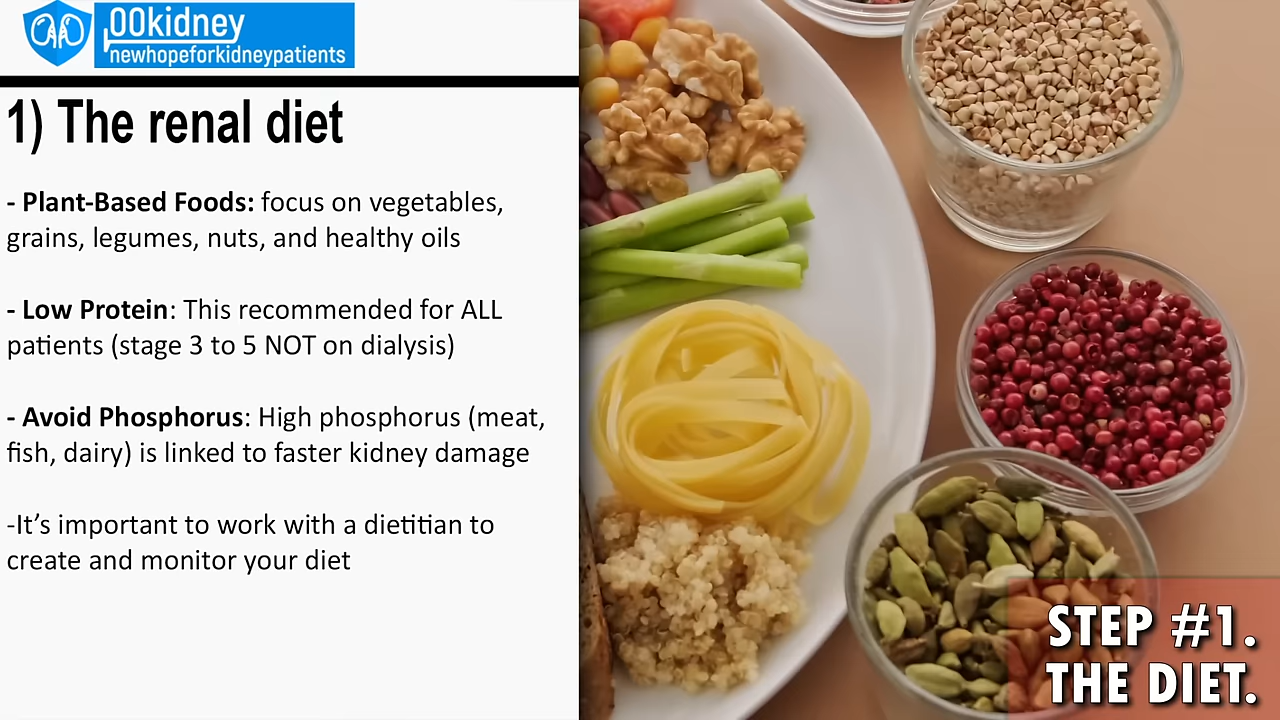 00kidney
newhopeforkidneypatients
1) The renal diet
- Plant-Based Foods: focus on vegetables,
grains, legumes, nuts, and healthy oils
- Low Protein: This recommended for ALL
patients (stage 3 to 5 NOT on dialysis)
- Avoid Phosphorus: High phosphorus (meat,
fish, dairy) is linked to faster kidney damage
-It’s important to work with a dietitian to
create and monitor your diet
STEP #1.
THE DIET.